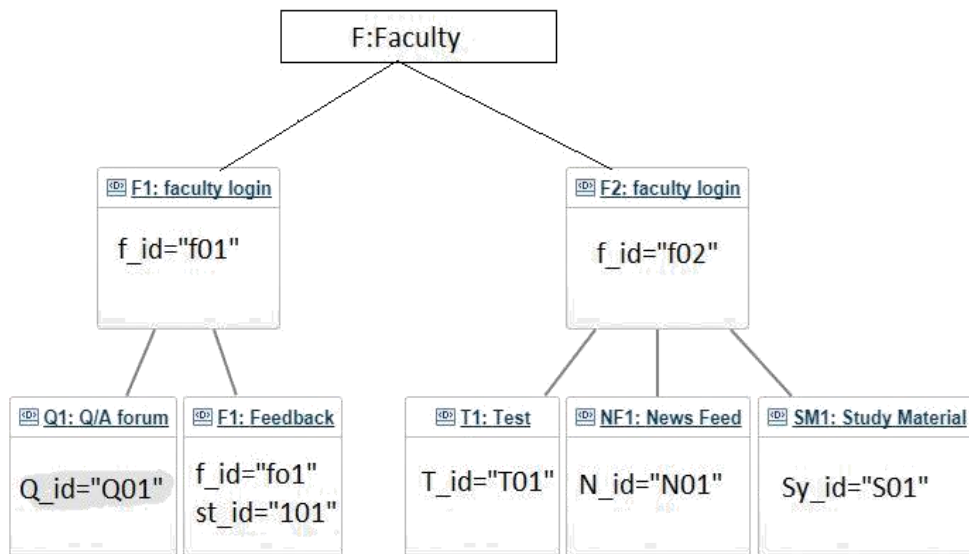 F:Faculty
F1: faculty login
f_id="f01"
F2: faculty login
f_id="f02"
Q1: Q/A forum
Q_id="Q01"
F1: Feedback
f_id="fo1"
st_id="101"
T1: Test
T_id="T01"
NF1: News Feed
N_id="N01"
SM1: Study Material
Sy_id="S01"